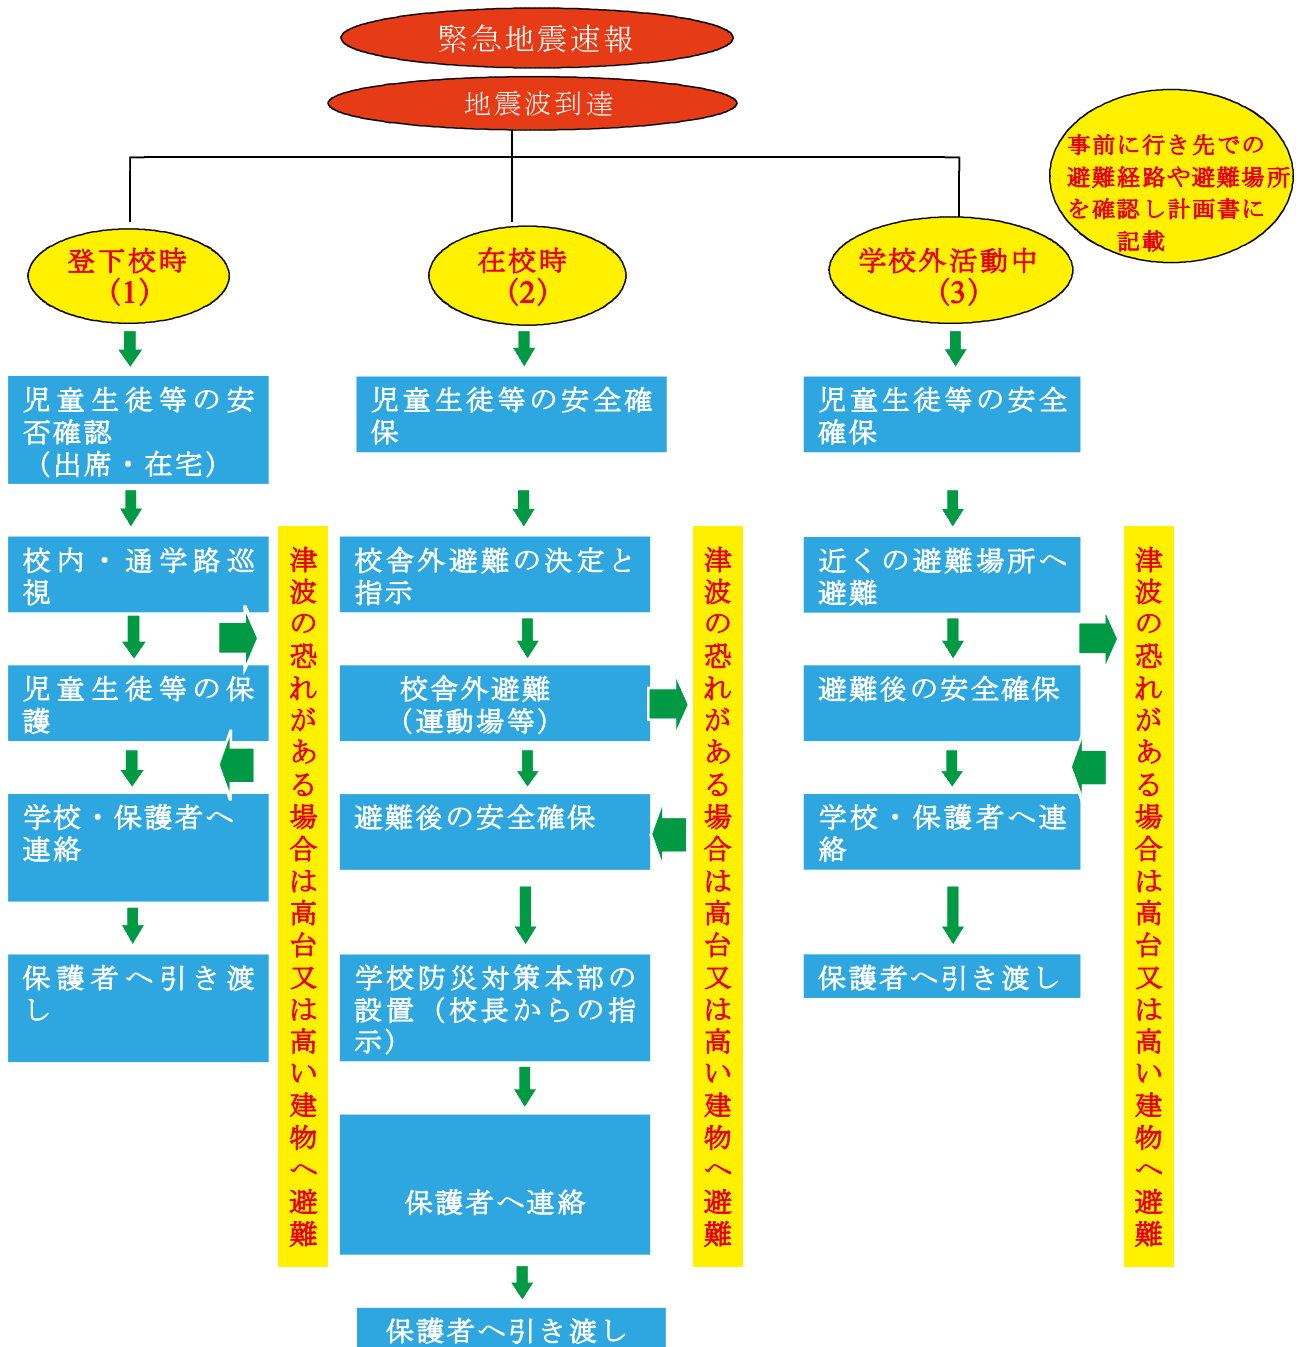 緊急地震速報
地震波到達
事前に行き先での
避難経路や避難場所
を確認し計画書に
記載
登下校時
(1)
在校時
(2)
学校外活動中
(3)
児童生徒等の安
否確認
（出席・在宅）
校内・通学路巡
視
児童生徒等の保
護
学校・保護者へ
連絡
保護者へ引き渡
し
津波の恐れがある場合は高台又は高い建物へ避難
児童生徒等の安全確
保
校舎外避難の決定と
指示
校舎外避難
（運動場等）
避難後の安全確保
学校防災対策本部の
設置（校長からの指
示）
保護者へ連絡
保護者へ引き渡し
津波の恐れがある場合は高台又は高い建物へ避難
児童生徒等の安全
確保
近くの避難場所へ
避難
避難後の安全確保
学校・保護者へ連
絡
保護者へ引き渡し
津波の恐れがある場合は高台又は高い建物へ避難